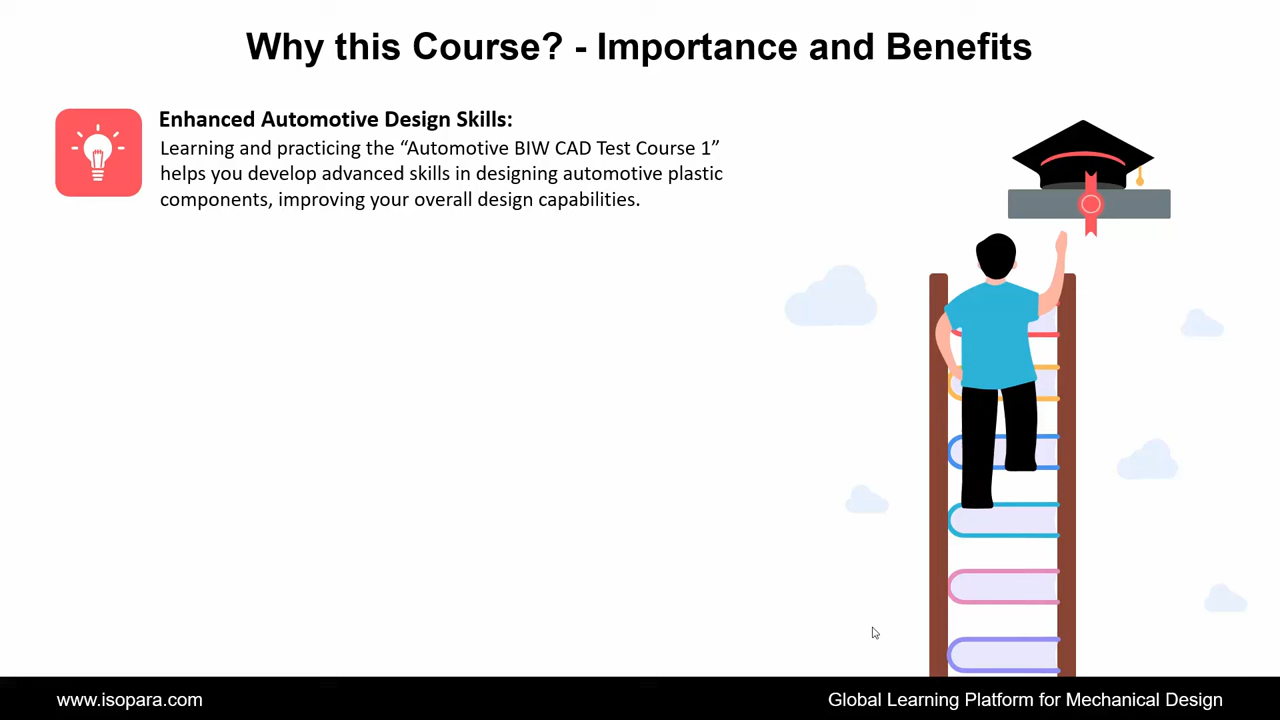 Why this Course? - Importance and Benefits
Enhanced Automotive Design Skills:
Learning and practicing the “Automotive BIW CAD Test Course 1”
helps you develop advanced skills in designing automotive plastic
components, improving your overall design capabilities.
www.isopara.com
Global Learning Platform for Mechanical Design